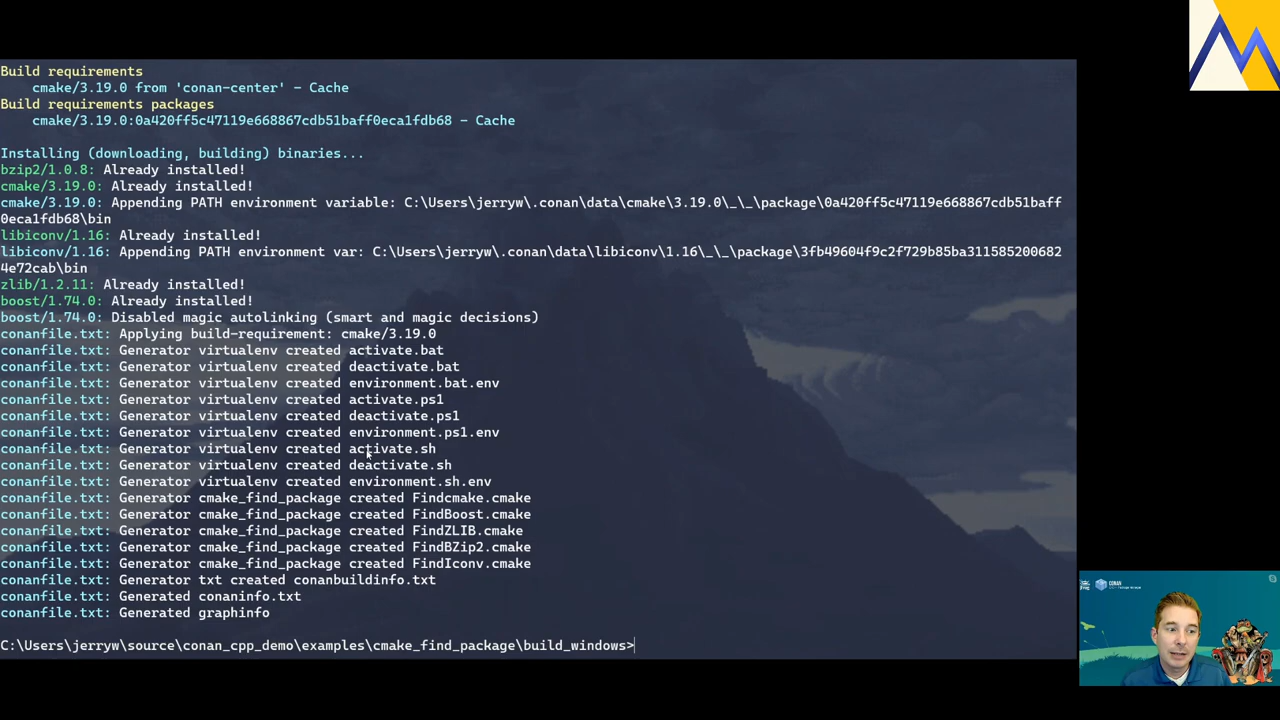 Build requirements
cmake/3.19.0 from 'conan-center' - Cache
Build requirements packages
cmake/3.19.0:0a420ff5c47119e668867cdb51baff0eca1fdb68 - Cache
Installing (downloading, building) binaries...
bzip2/1.0.8: Already installed!
cmake/3.19.0: Already installed!
cmake/3.19.0: Appending PATH environment variable: C:\Users\jerryw\.conan\data\cmake\3.19.0\_\_\package\0a420ff5c47119e668867cdb51baff
0eca1fdb68\bin
libiconv/1.16: Already installed!
libiconv/1.16: Appending PATH environment var: C:\Users\jerryw\.conan\data\libiconv\1.16\_\_\package\3fb49604f9c2f729b85ba311585200682
4e72cab\bin
zlib/1.2.11: Already installed!
boost/1.74.0: Already installed!
boost/1.74.0: Disabled magic autolinking (smart and magic decisions)
conanfile.txt: Applying build-requirement: cmake/3.19.0
conanfile.txt: Generator virtualenv created activate.bat
conanfile.txt: Generator virtualenv created deactivate.bat
conanfile.txt: Generator virtualenv created environment.bat.env
conanfile.txt: Generator virtualenv created activate.ps1
conanfile.txt: Generator virtualenv created deactivate.ps1
conanfile.txt: Generator virtualenv created environment.ps1.env
conanfile.txt: Generator virtualenv created activate.sh
conanfile.txt: Generator virtualenv created deactivate.sh
conanfile.txt: Generator virtualenv created environment.sh.env
conanfile.txt: Generator cmake_find_package created Findcmake.cmake
conanfile.txt: Generator cmake_find_package created FindBoost.cmake
conanfile.txt: Generator cmake_find_package created FindZLIB.cmake
conanfile.txt: Generator cmake_find_package created FindBZip2.cmake
conanfile.txt: Generator cmake_find_package created FindIconv.cmake
conanfile.txt: Generator txt created conanbuildinfo.txt
conanfile.txt: Generated conaninfo.txt
conanfile.txt: Generated graphinfo
C:\Users\jerryw\source\conan_cpp_demo\examples\cmake_find_package\build_windows>
CONAN